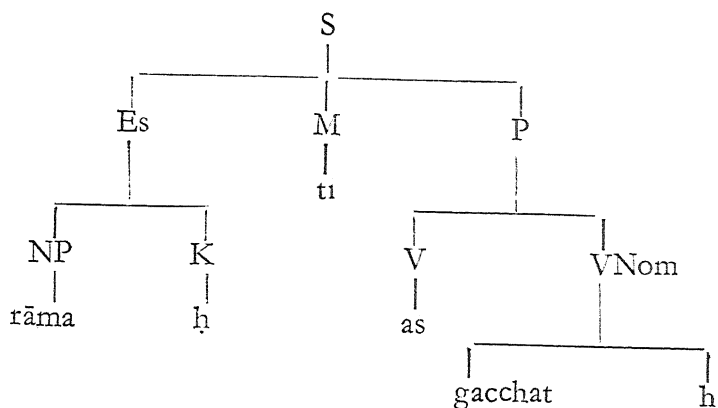 S
Es M P
tı
NP K V VNom
rāma ḥ as
gacchat h